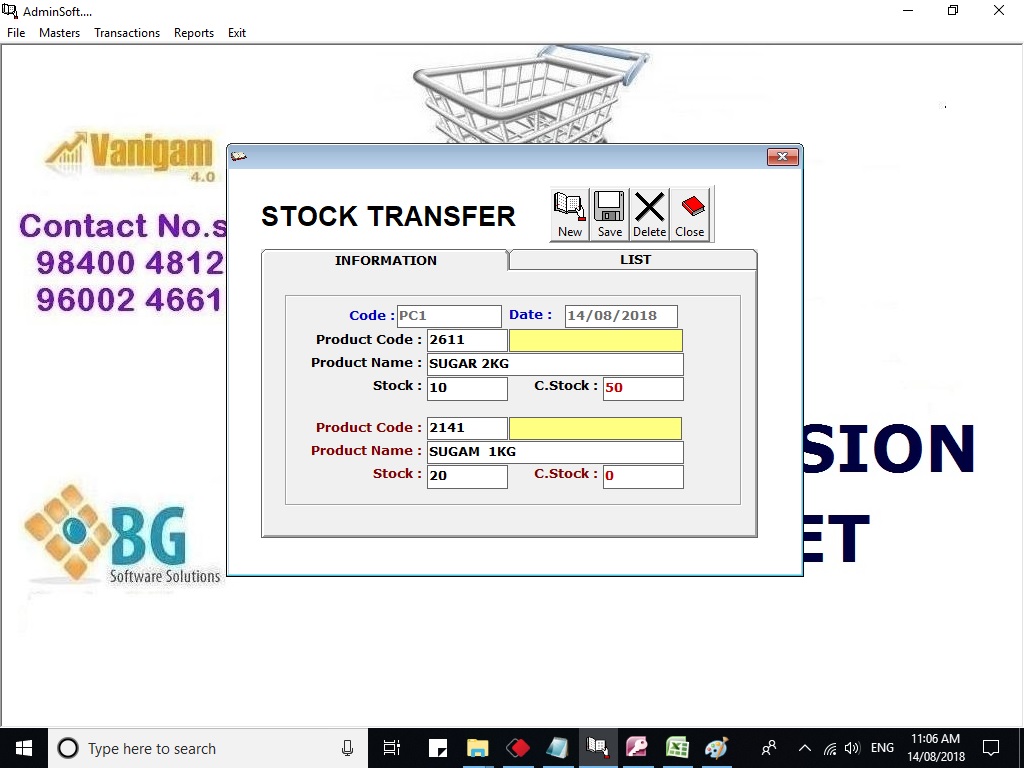 AdminSoft....
File Masters Transactions Reports Exit
Vanigam
4.0
Contact No.s
98400 4812
96002 4661
STOCK TRANSFER
New Save Delete Close
INFORMATION LIST
Code : PC1 Date : 14/08/2018
Product Code : 2611
Product Name : SUGAR 2KG
Stock : 10 C.Stock : 50
Product Code : 2141
Product Name : SUGAM  1KG
Stock : 20 C.Stock : 0
SION
ET
BG
Software Solutions
Type here to search
ENG
11:06 AM
14/08/2018